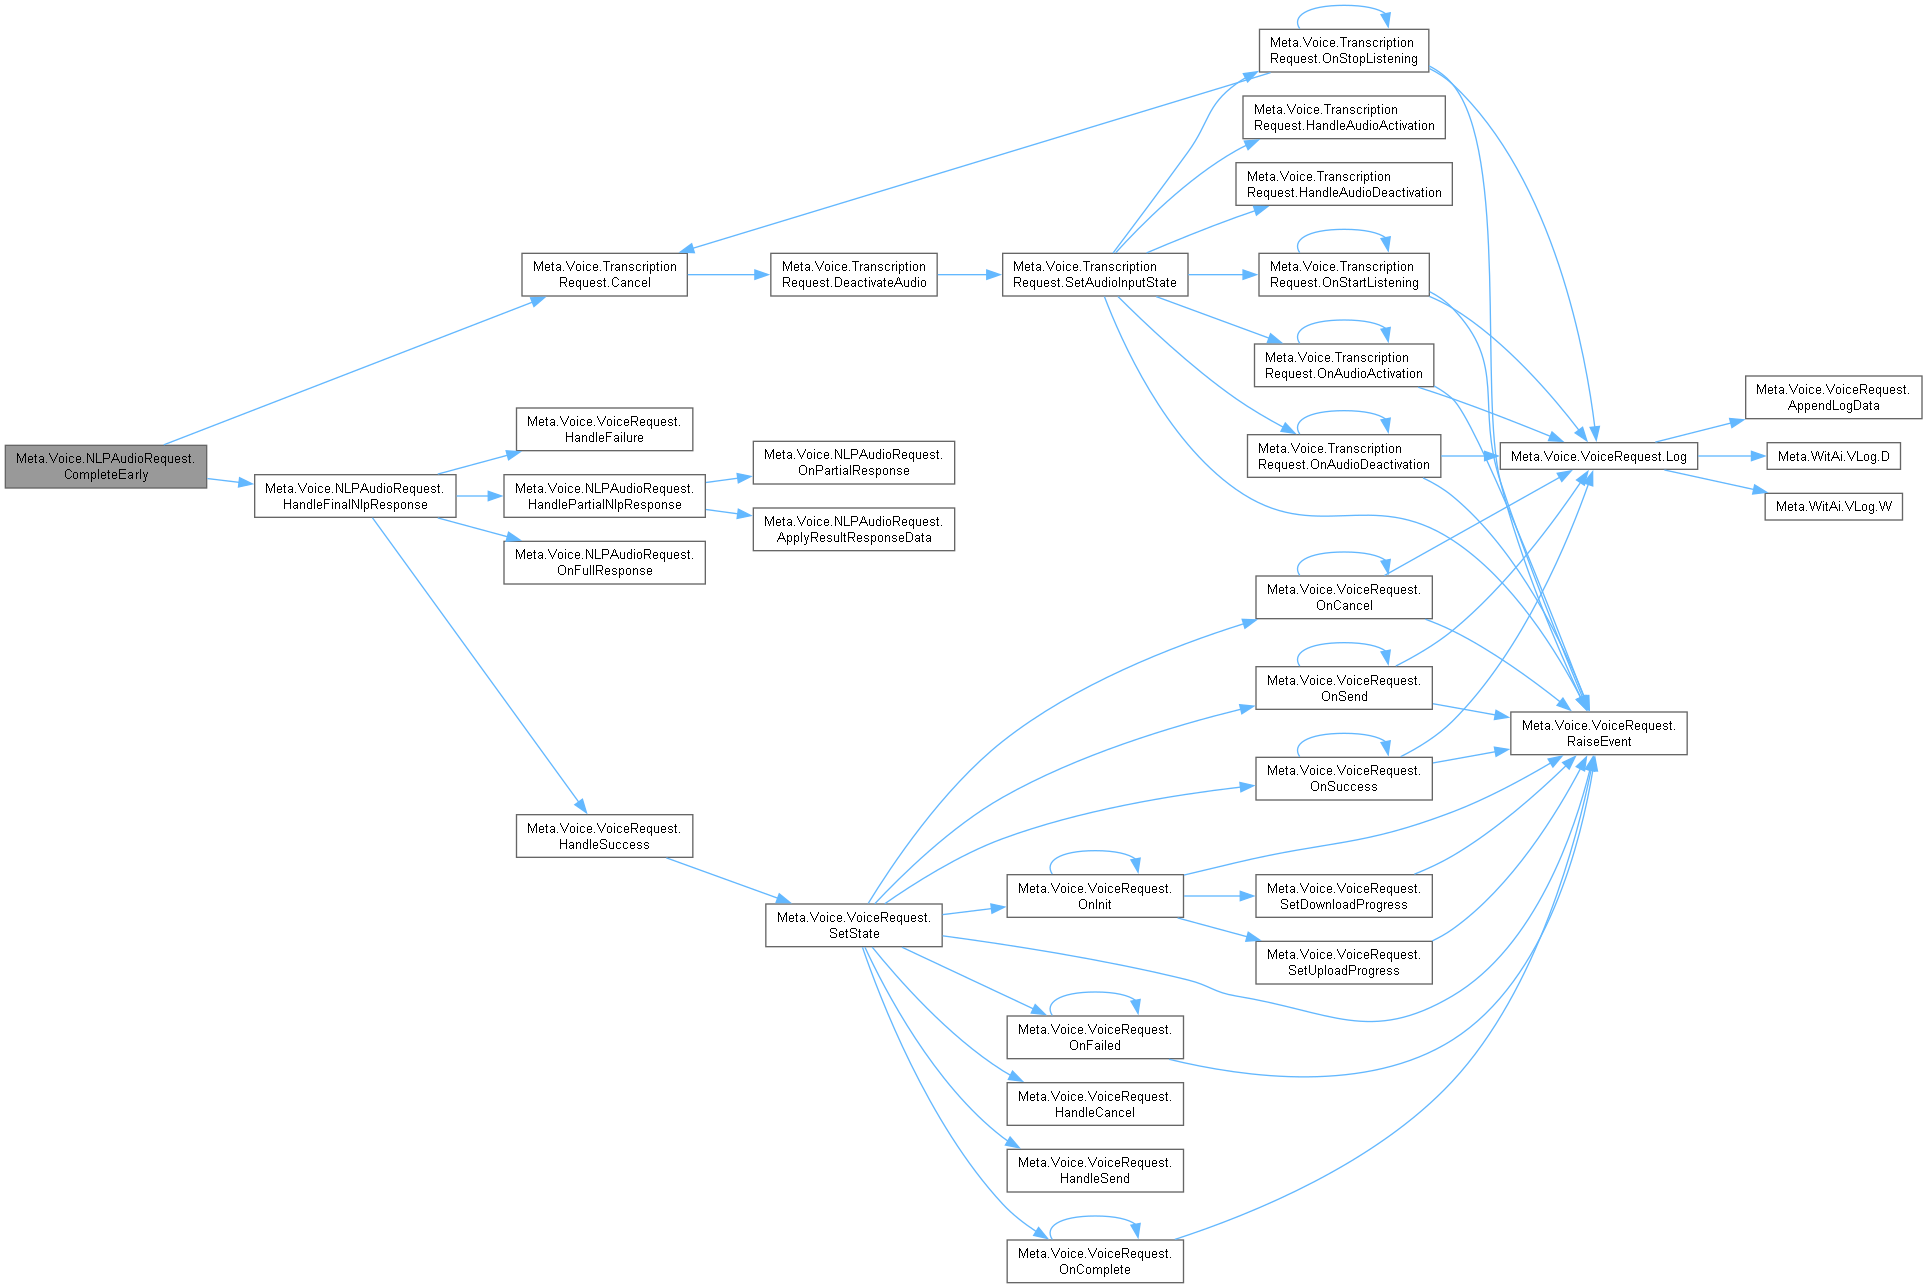 Meta.Voice.NLPAudioRequest.
CompleteEarly
Meta.Voice.Transcription
Request.Cancel
Meta.Voice.NLPAudioRequest.
HandleFinalNlpResponse
Meta.Voice.VoiceRequest.
HandleFailure
Meta.Voice.NLPAudioRequest.
HandlePartialNlpResponse
Meta.Voice.NLPAudioRequest.
OnFullResponse
Meta.Voice.VoiceRequest.
HandleSuccess
Meta.Voice.Transcription
Request.DeactivateAudio
Meta.Voice.NLPAudioRequest.
OnPartialResponse
Meta.Voice.NLPAudioRequest.
ApplyResultResponseData
Meta.Voice.VoiceRequest.
SetState
Meta.Voice.Transcription
Request.SetAudioInputState
Meta.Voice.VoiceRequest.
OnInit
Meta.Voice.VoiceRequest.
OnFailed
Meta.Voice.VoiceRequest.
HandleCancel
Meta.Voice.VoiceRequest.
HandleSend
Meta.Voice.VoiceRequest.
OnComplete
Meta.Voice.Transcription
Request.OnStopListening
Meta.Voice.Transcription
Request.HandleAudioActivation
Meta.Voice.Transcription
Request.HandleAudioDeactivation
Meta.Voice.Transcription
Request.OnStartListening
Meta.Voice.Transcription
Request.OnAudioActivation
Meta.Voice.Transcription
Request.OnAudioDeactivation
Meta.Voice.VoiceRequest.
OnCancel
Meta.Voice.VoiceRequest.
OnSend
Meta.Voice.VoiceRequest.
OnSuccess
Meta.Voice.VoiceRequest.
SetDownloadProgress
Meta.Voice.VoiceRequest.
SetUploadProgress
Meta.Voice.VoiceRequest.Log
Meta.Voice.VoiceRequest.
RaiseEvent
Meta.Voice.VoiceRequest.
AppendLogData
Meta.WitAi.VLog.D
Meta.WitAi.VLog.W